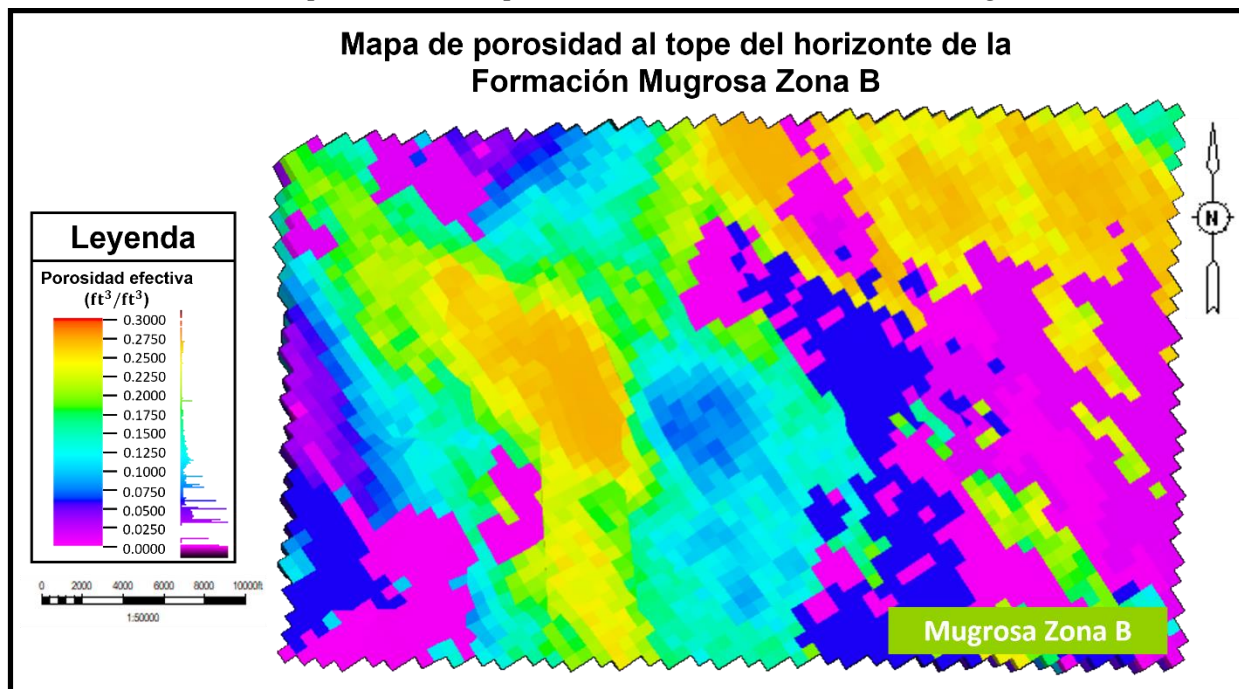 Mapa de porosidad al tope del horizonte de la
Formación Mugrosa Zona B
N
Leyenda
Porosidad efectiva
(ft³/ft³)
0.3000
0.2750
0.2500
0.2250
0.2000
0.1750
0.1500
0.1250
0.1000
0.0750
0.0500
0.0250
0.0000
0 2000 4000 6000 8000 10000ft
1:50000
Mugrosa Zona B